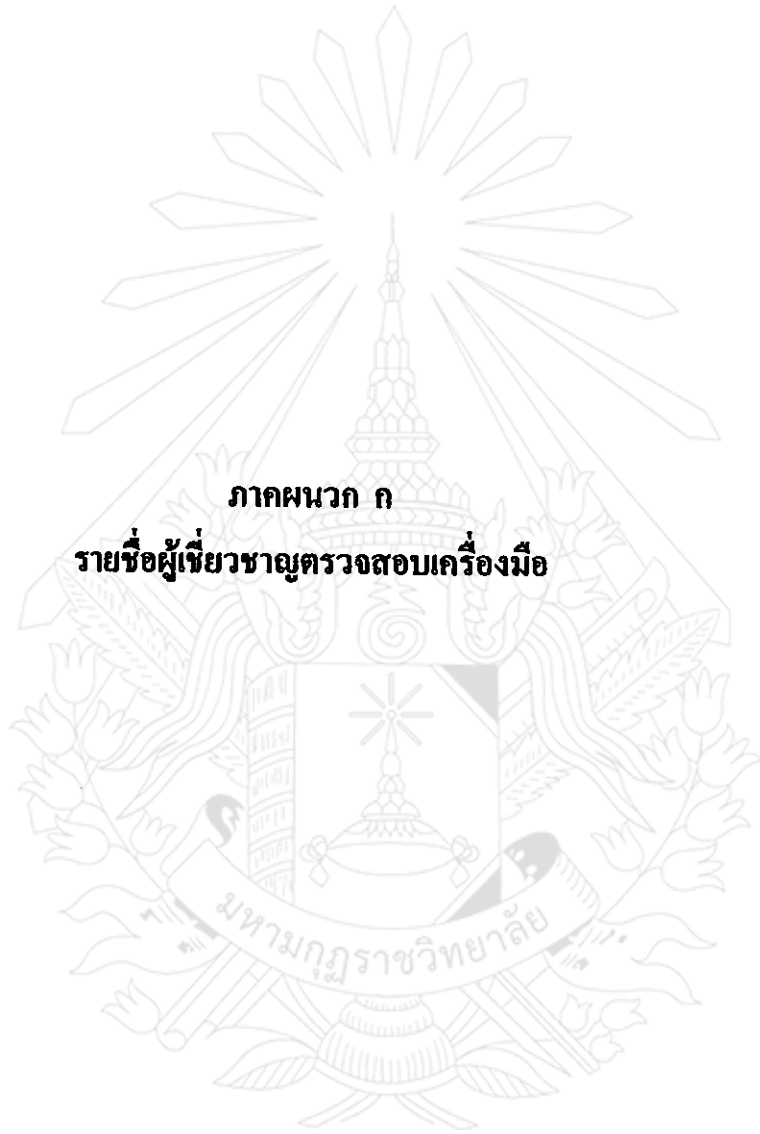 ภาคผนวก ก
รายชื่อผู้เชี่ยวชาญตรวจสอบเครื่องมือ
มหามกุฏราชวิทยาลัย